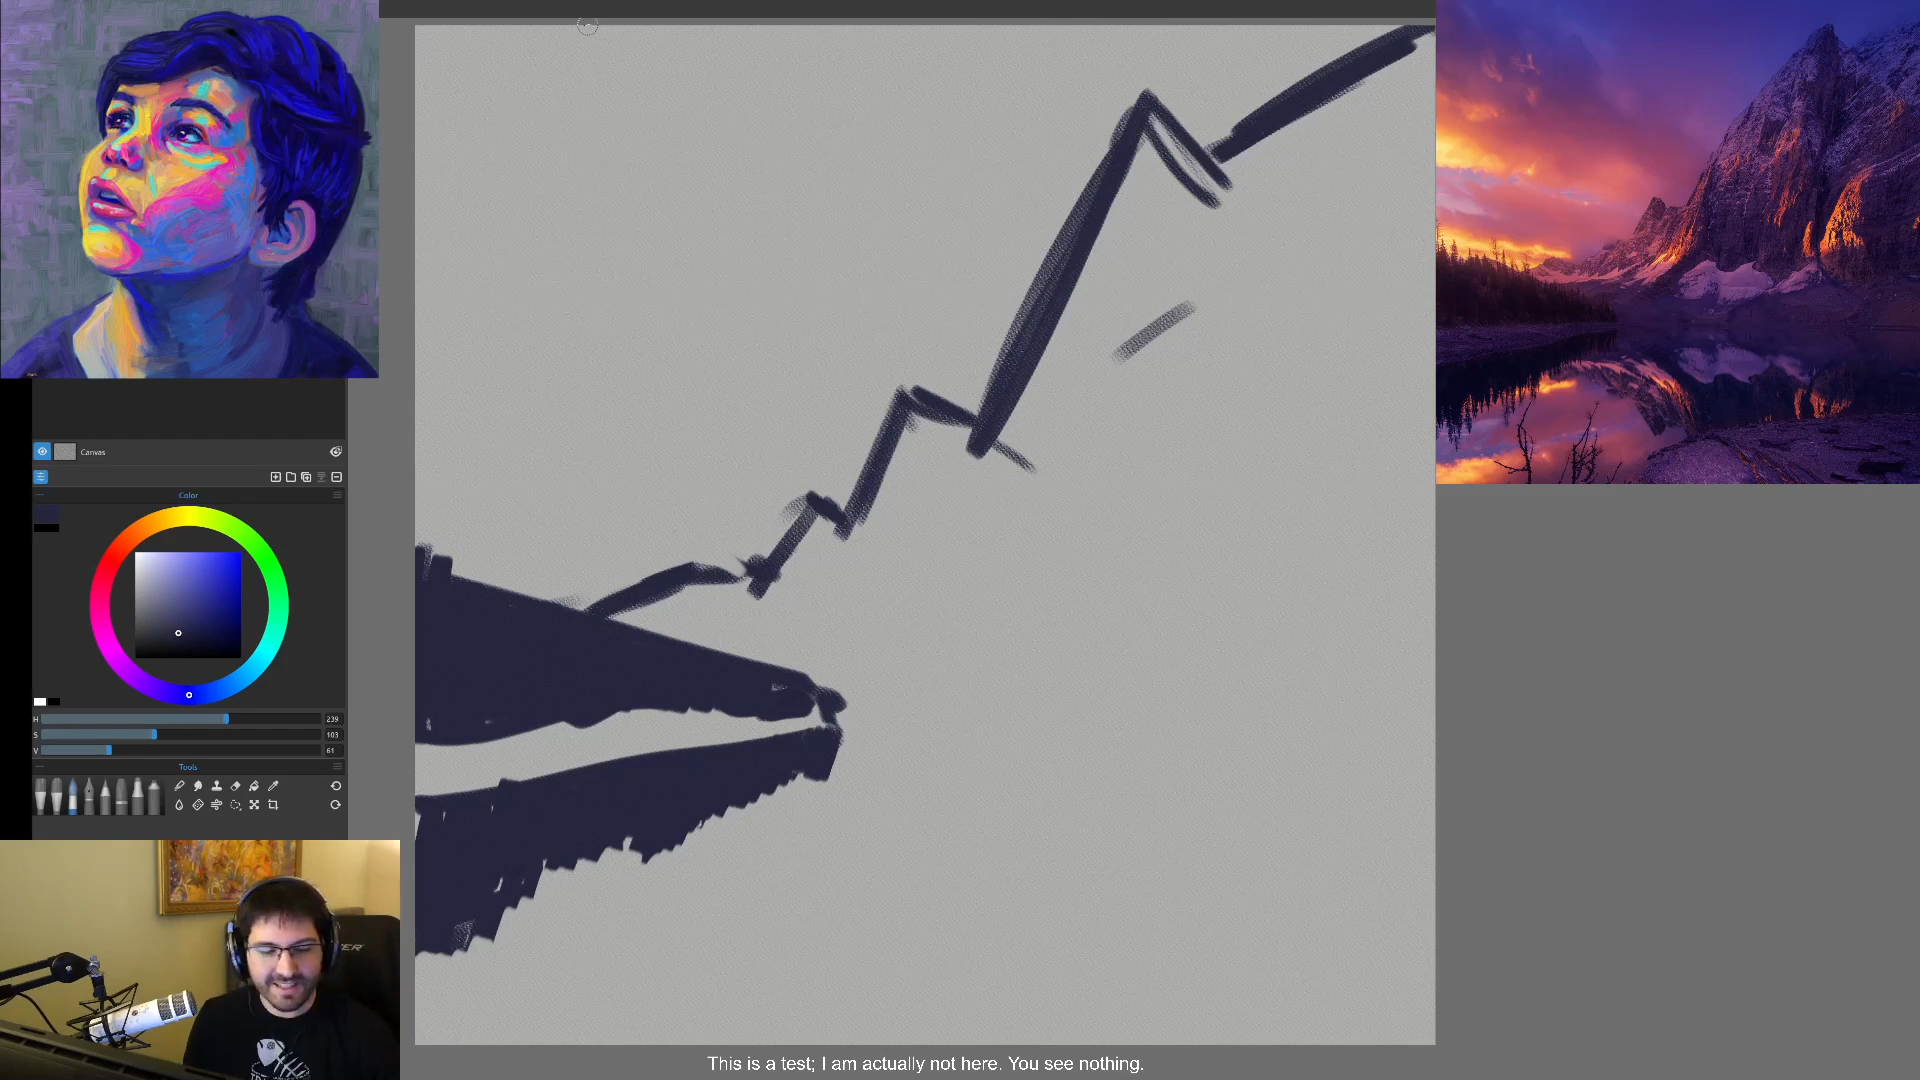 Canvas
Color
H 239
S 103
V 61
Tools
This is a test; I am actually not here. You see nothing.